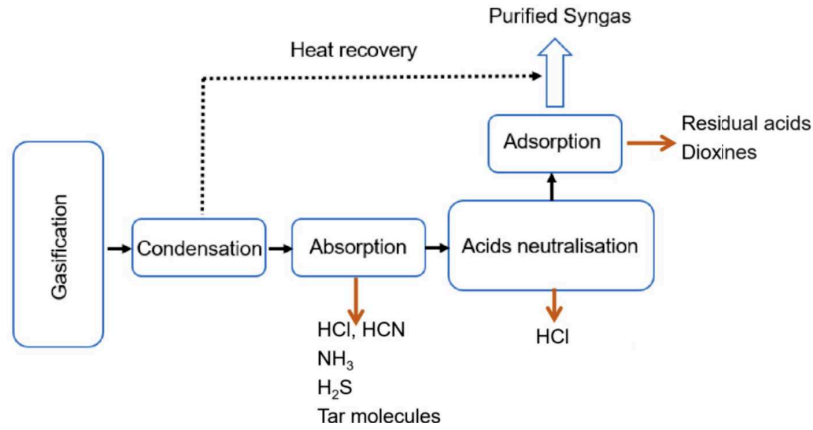 Purified Syngas
Heat recovery
Adsorption
Residual acids
Dioxines
Gasification
Condensation
Absorption
Acids neutralisation
HCl, HCN
NH₃
H₂S
Tar molecules
HCl